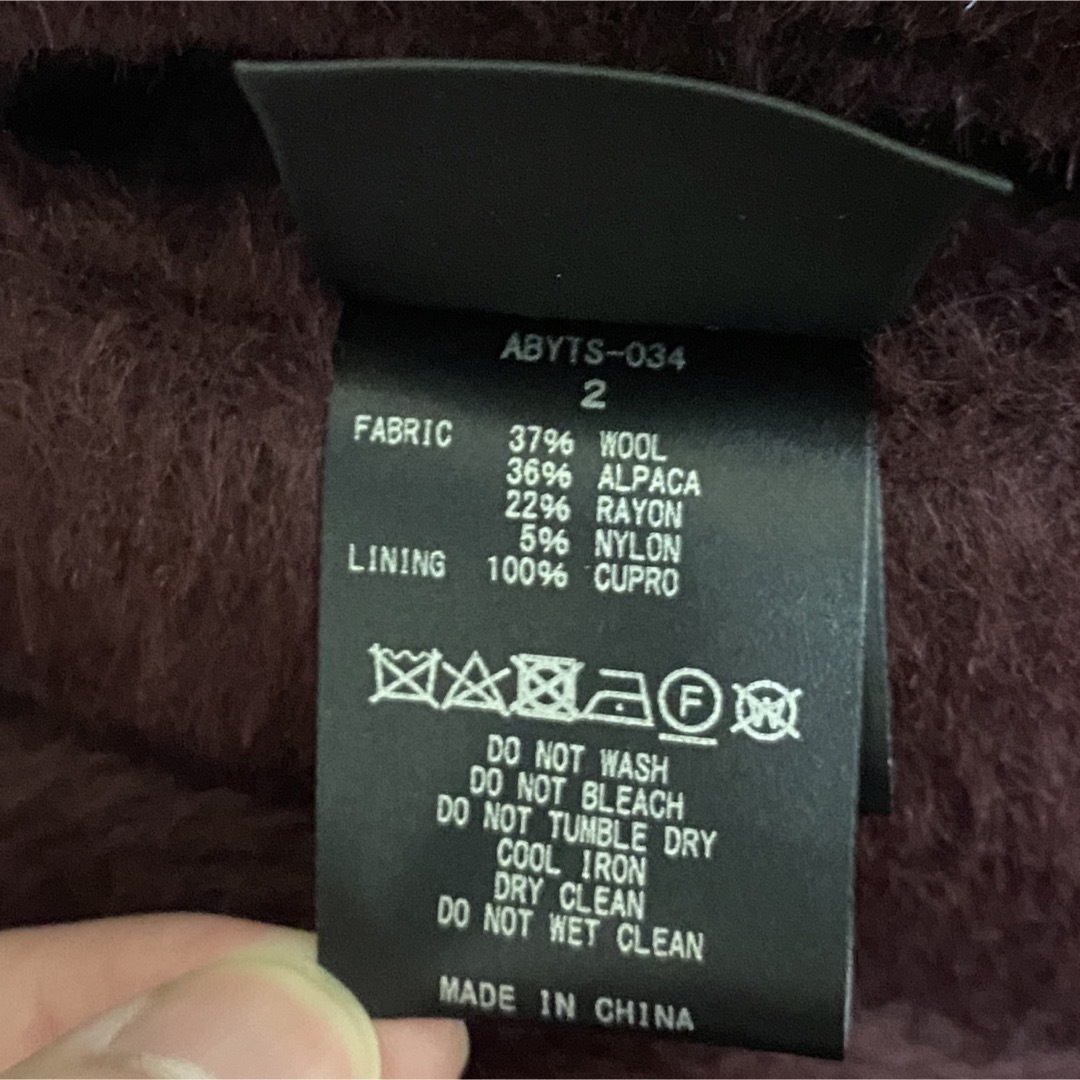 ABYTS-034
2
FABRIC 37% WOOL
36% ALPACA
22% RAYON
5% NYLON
LINING 100% CUPRO
F W
DO NOT WASH
DO NOT BLEACH
DO NOT TUMBLE DRY
COOL IRON
DRY CLEAN
DO NOT WET CLEAN
MADE IN CHINA